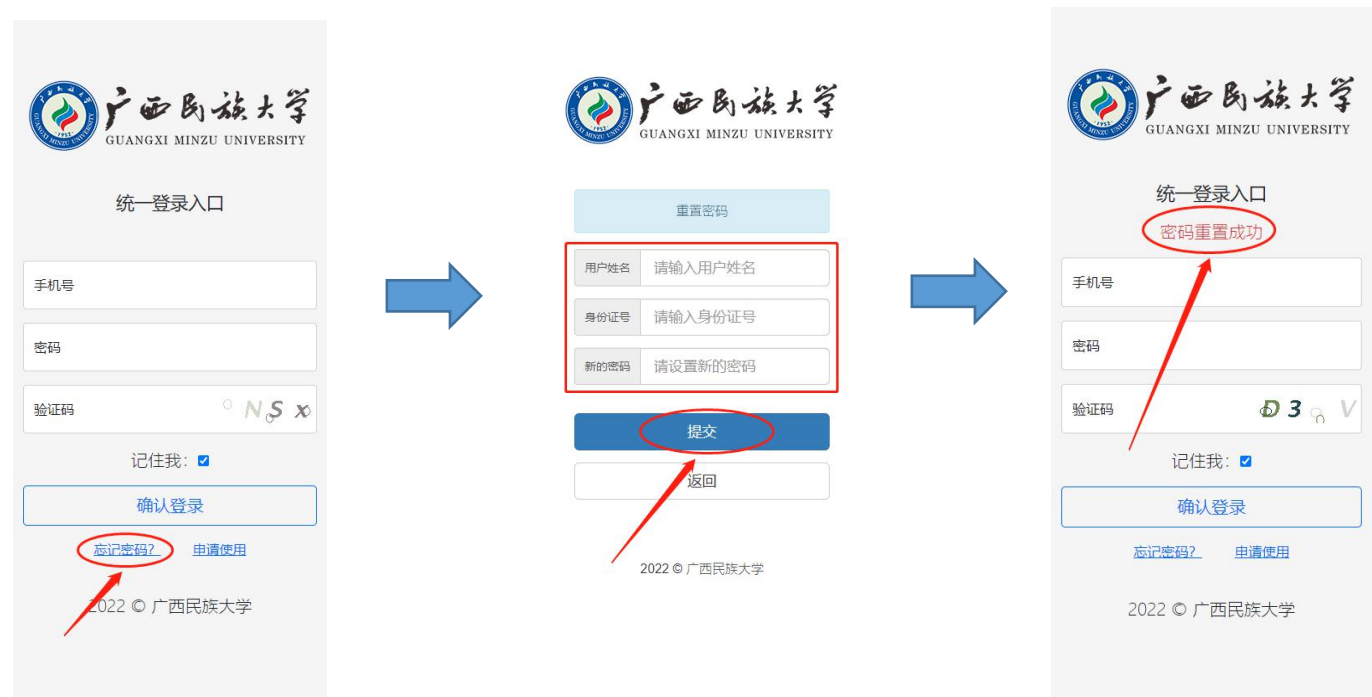 广西民族大学
GUANGXI MINZU UNIVERSITY
统一登录入口
手机号
密码
验证码 N S x
记住我:
确认登录
忘记密码? 申请使用
2022 © 广西民族大学
广西民族大学
GUANGXI MINZU UNIVERSITY
重置密码
用户姓名 请输入用户姓名
身份证号 请输入身份证号
新的密码 请设置新的密码
提交
返回
2022 © 广西民族大学
广西民族大学
GUANGXI MINZU UNIVERSITY
统一登录入口
密码重置成功
手机号
密码
验证码 D 3 V
记住我:
确认登录
忘记密码? 申请使用
2022 © 广西民族大学